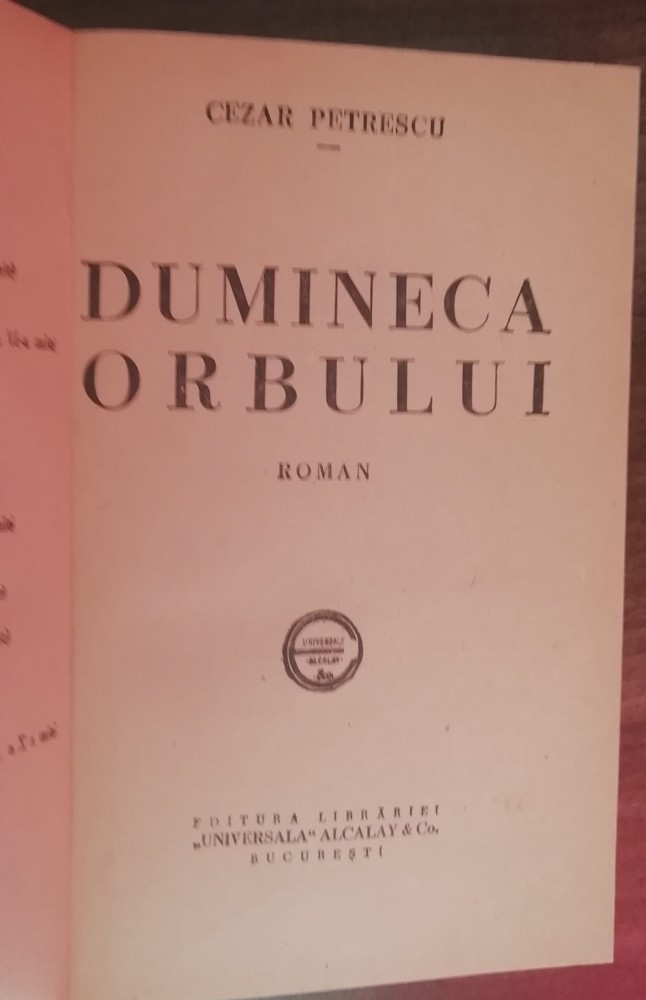 CEZAR PETRESCU
DUMINECA
ORBULUI
ROMAN
UNIVERSALA
ALCALAY
EDITURA LIBRĂRIEI
„UNIVERSALA“ ALCALAY & Co.
BUCUREȘTI